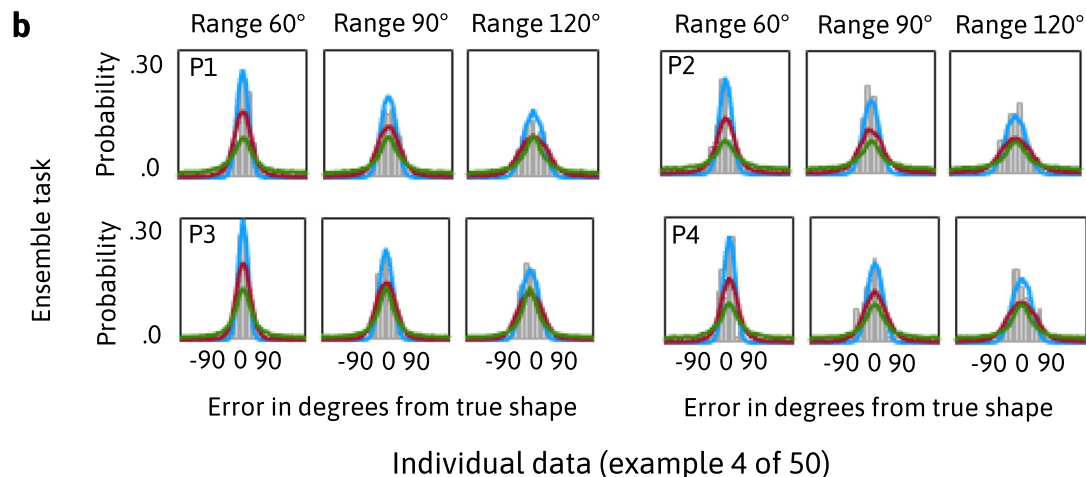 b
Range 60° Range 90° Range 120° Range 60° Range 90° Range 120°
Ensemble task
Probability
.30
.0
P1
P2
Probability
.30
.0
P3
P4
-90 0 90 -90 0 90 -90 0 90 -90 0 90 -90 0 90 -90 0 90
Error in degrees from true shape Error in degrees from true shape
Individual data (example 4 of 50)